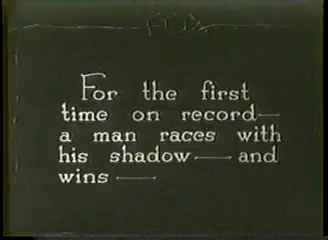 For the first
time on record—
a man races with
his shadow — and
wins —